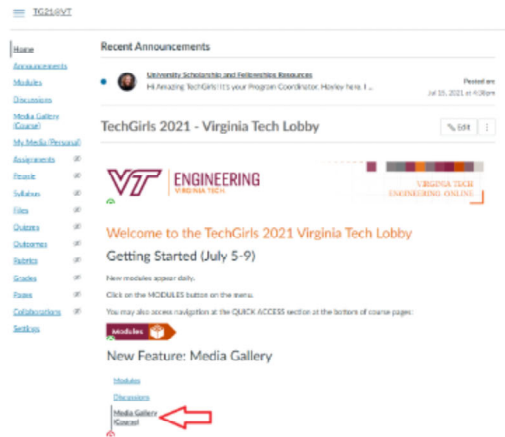 TG21@VT
Home
Announcements
Modules
Discussions
Media Gallery
(Course)
My Media (Personal)
Assignments
People
Syllabus
Files
Quizzes
Outcomes
Rubrics
Grades
Pages
Collaborations
Settings
Recent Announcements
University Scholarship and Fellowships Resources
Hi Amazing TechGirls! It's your Program Coordinator, Hayley here. I ...
Posted on:
Jul 15, 2021 at 4:08pm
TechGirls 2021 - Virginia Tech Lobby
Edit
VT ENGINEERING
VIRGINIA TECH
VIRGINIA TECH
ENGINEERING ONLINE
Welcome to the TechGirls 2021 Virginia Tech Lobby
Getting Started (July 5-9)
New modules appear daily.
Click on the MODULES button on the menu.
You may also access navigation at the QUICK ACCESS section at the bottom of course pages:
Modules
New Feature: Media Gallery
Modules
Discussions
Media Gallery
(Course)